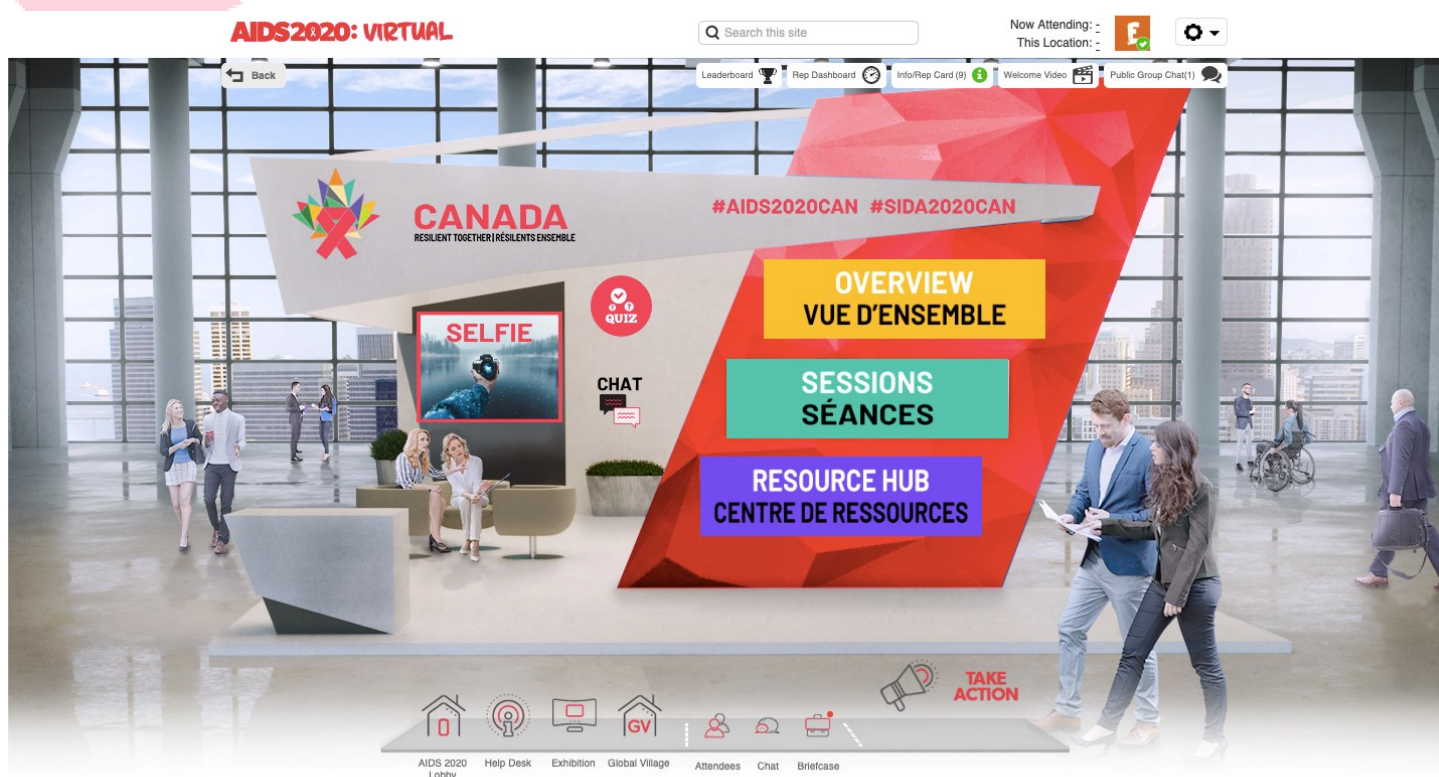 AIDS2020: VIRTUAL
Search this site
Now Attending: -
This Location: -
Back
Leaderboard
Rep Dashboard
Info/Rep Card (9)
Welcome Video
Public Group Chat(1)
CANADA
RESILIENT TOGETHER | RÉSILENTS ENSEMBLE
#AIDS2020CAN #SIDA2020CAN
OVERVIEW
VUE D'ENSEMBLE
QUIZ
SELFIE
CHAT
SESSIONS
SÉANCES
RESOURCE HUB
CENTRE DE RESSOURCES
TAKE
ACTION
GV
AIDS 2020
Lobby
Help Desk
Exhibition
Global Village
Attendees
Chat
Briefcase